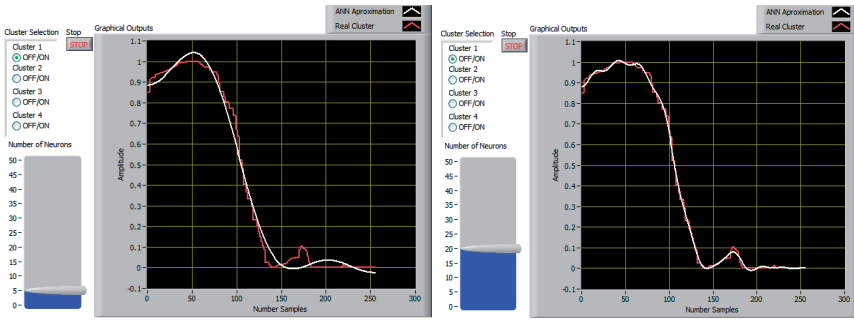 ANN Aproximation
Real Cluster
Cluster Selection
Stop
STOP
Cluster 1
OFF/ON
Cluster 2
OFF/ON
Cluster 3
OFF/ON
Cluster 4
OFF/ON
Number of Neurons
50
45
40
35
30
25
20
15
10
5
0
Graphical Outputs
Amplitude
1.1
1
0.9
0.8
0.7
0.6
0.5
0.4
0.3
0.2
0.1
0
-0.1
0 50 100 150 200 250 300
Number Samples
ANN Aproximation
Real Cluster
Cluster Selection
Stop
STOP
Cluster 1
OFF/ON
Cluster 2
OFF/ON
Cluster 3
OFF/ON
Cluster 4
OFF/ON
Number of Neurons
50
45
40
35
30
25
20
15
10
5
0
Graphical Outputs
Amplitude
1.1
1
0.9
0.8
0.7
0.6
0.5
0.4
0.3
0.2
0.1
0
-0.1
0 50 100 150 200 250 300
Number Samples